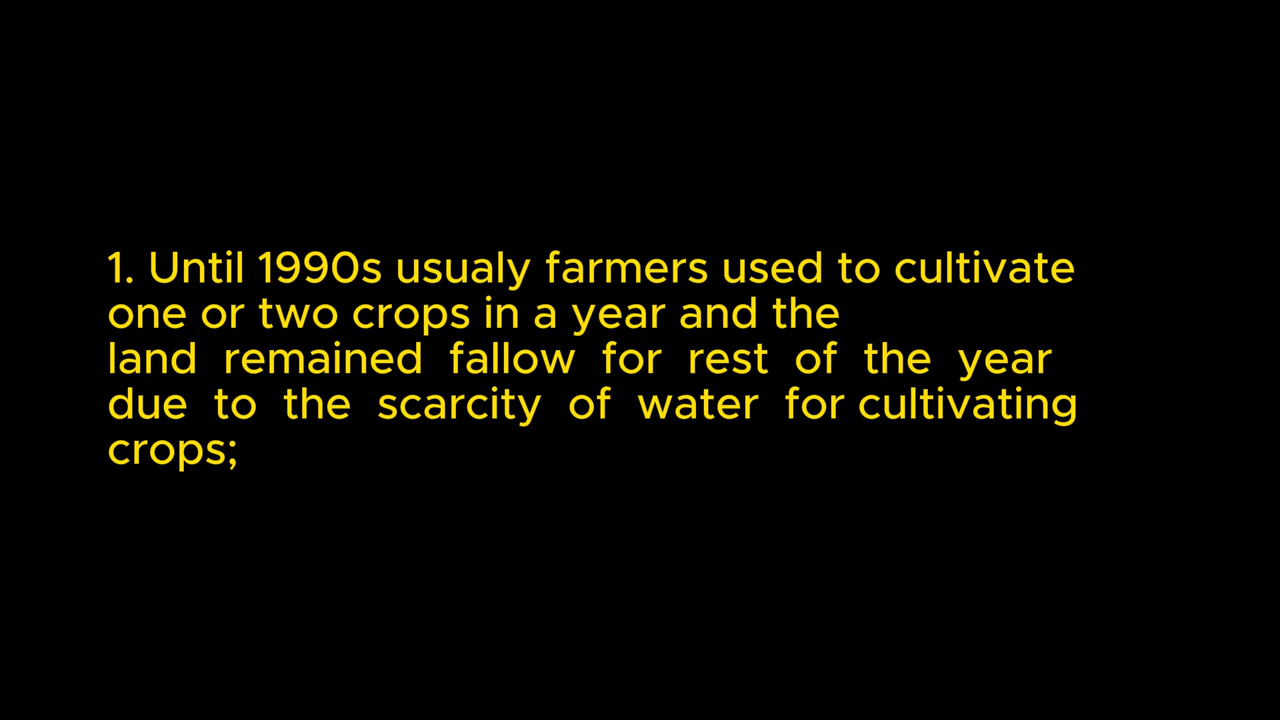 1. Until 1990s usualy farmers used to cultivate
one or two crops in a year and the
land remained fallow for rest of the year
due to the scarcity of water for cultivating
crops;